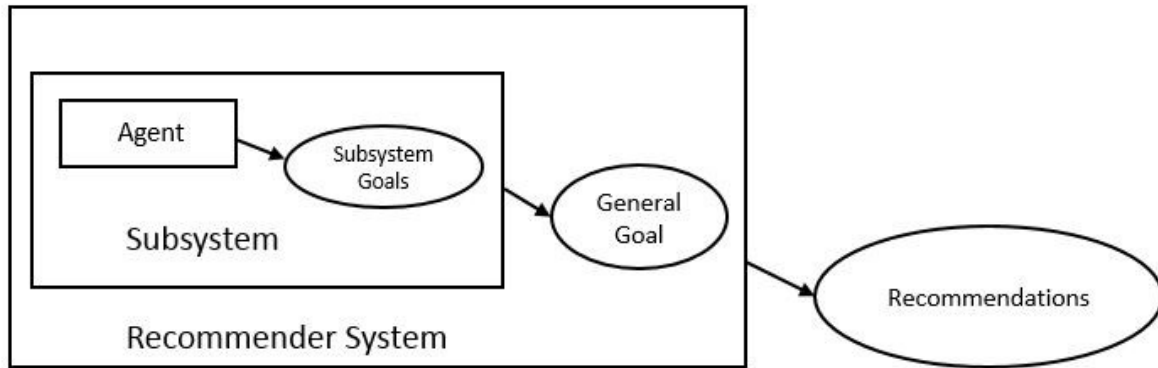 Agent
Subsystem
Goals
Subsystem
General
Goal
Recommendations
Recommender System